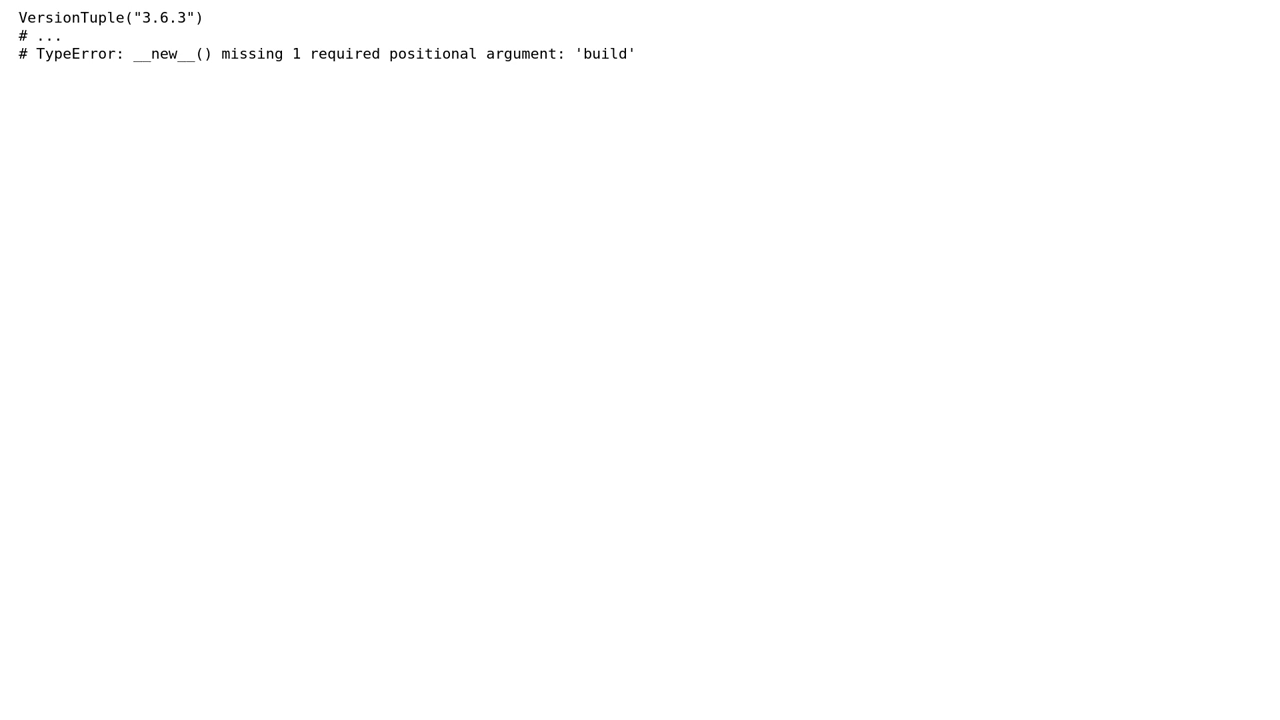 VersionTuple("3.6.3")
# ...
# TypeError: __new__() missing 1 required positional argument: 'build'